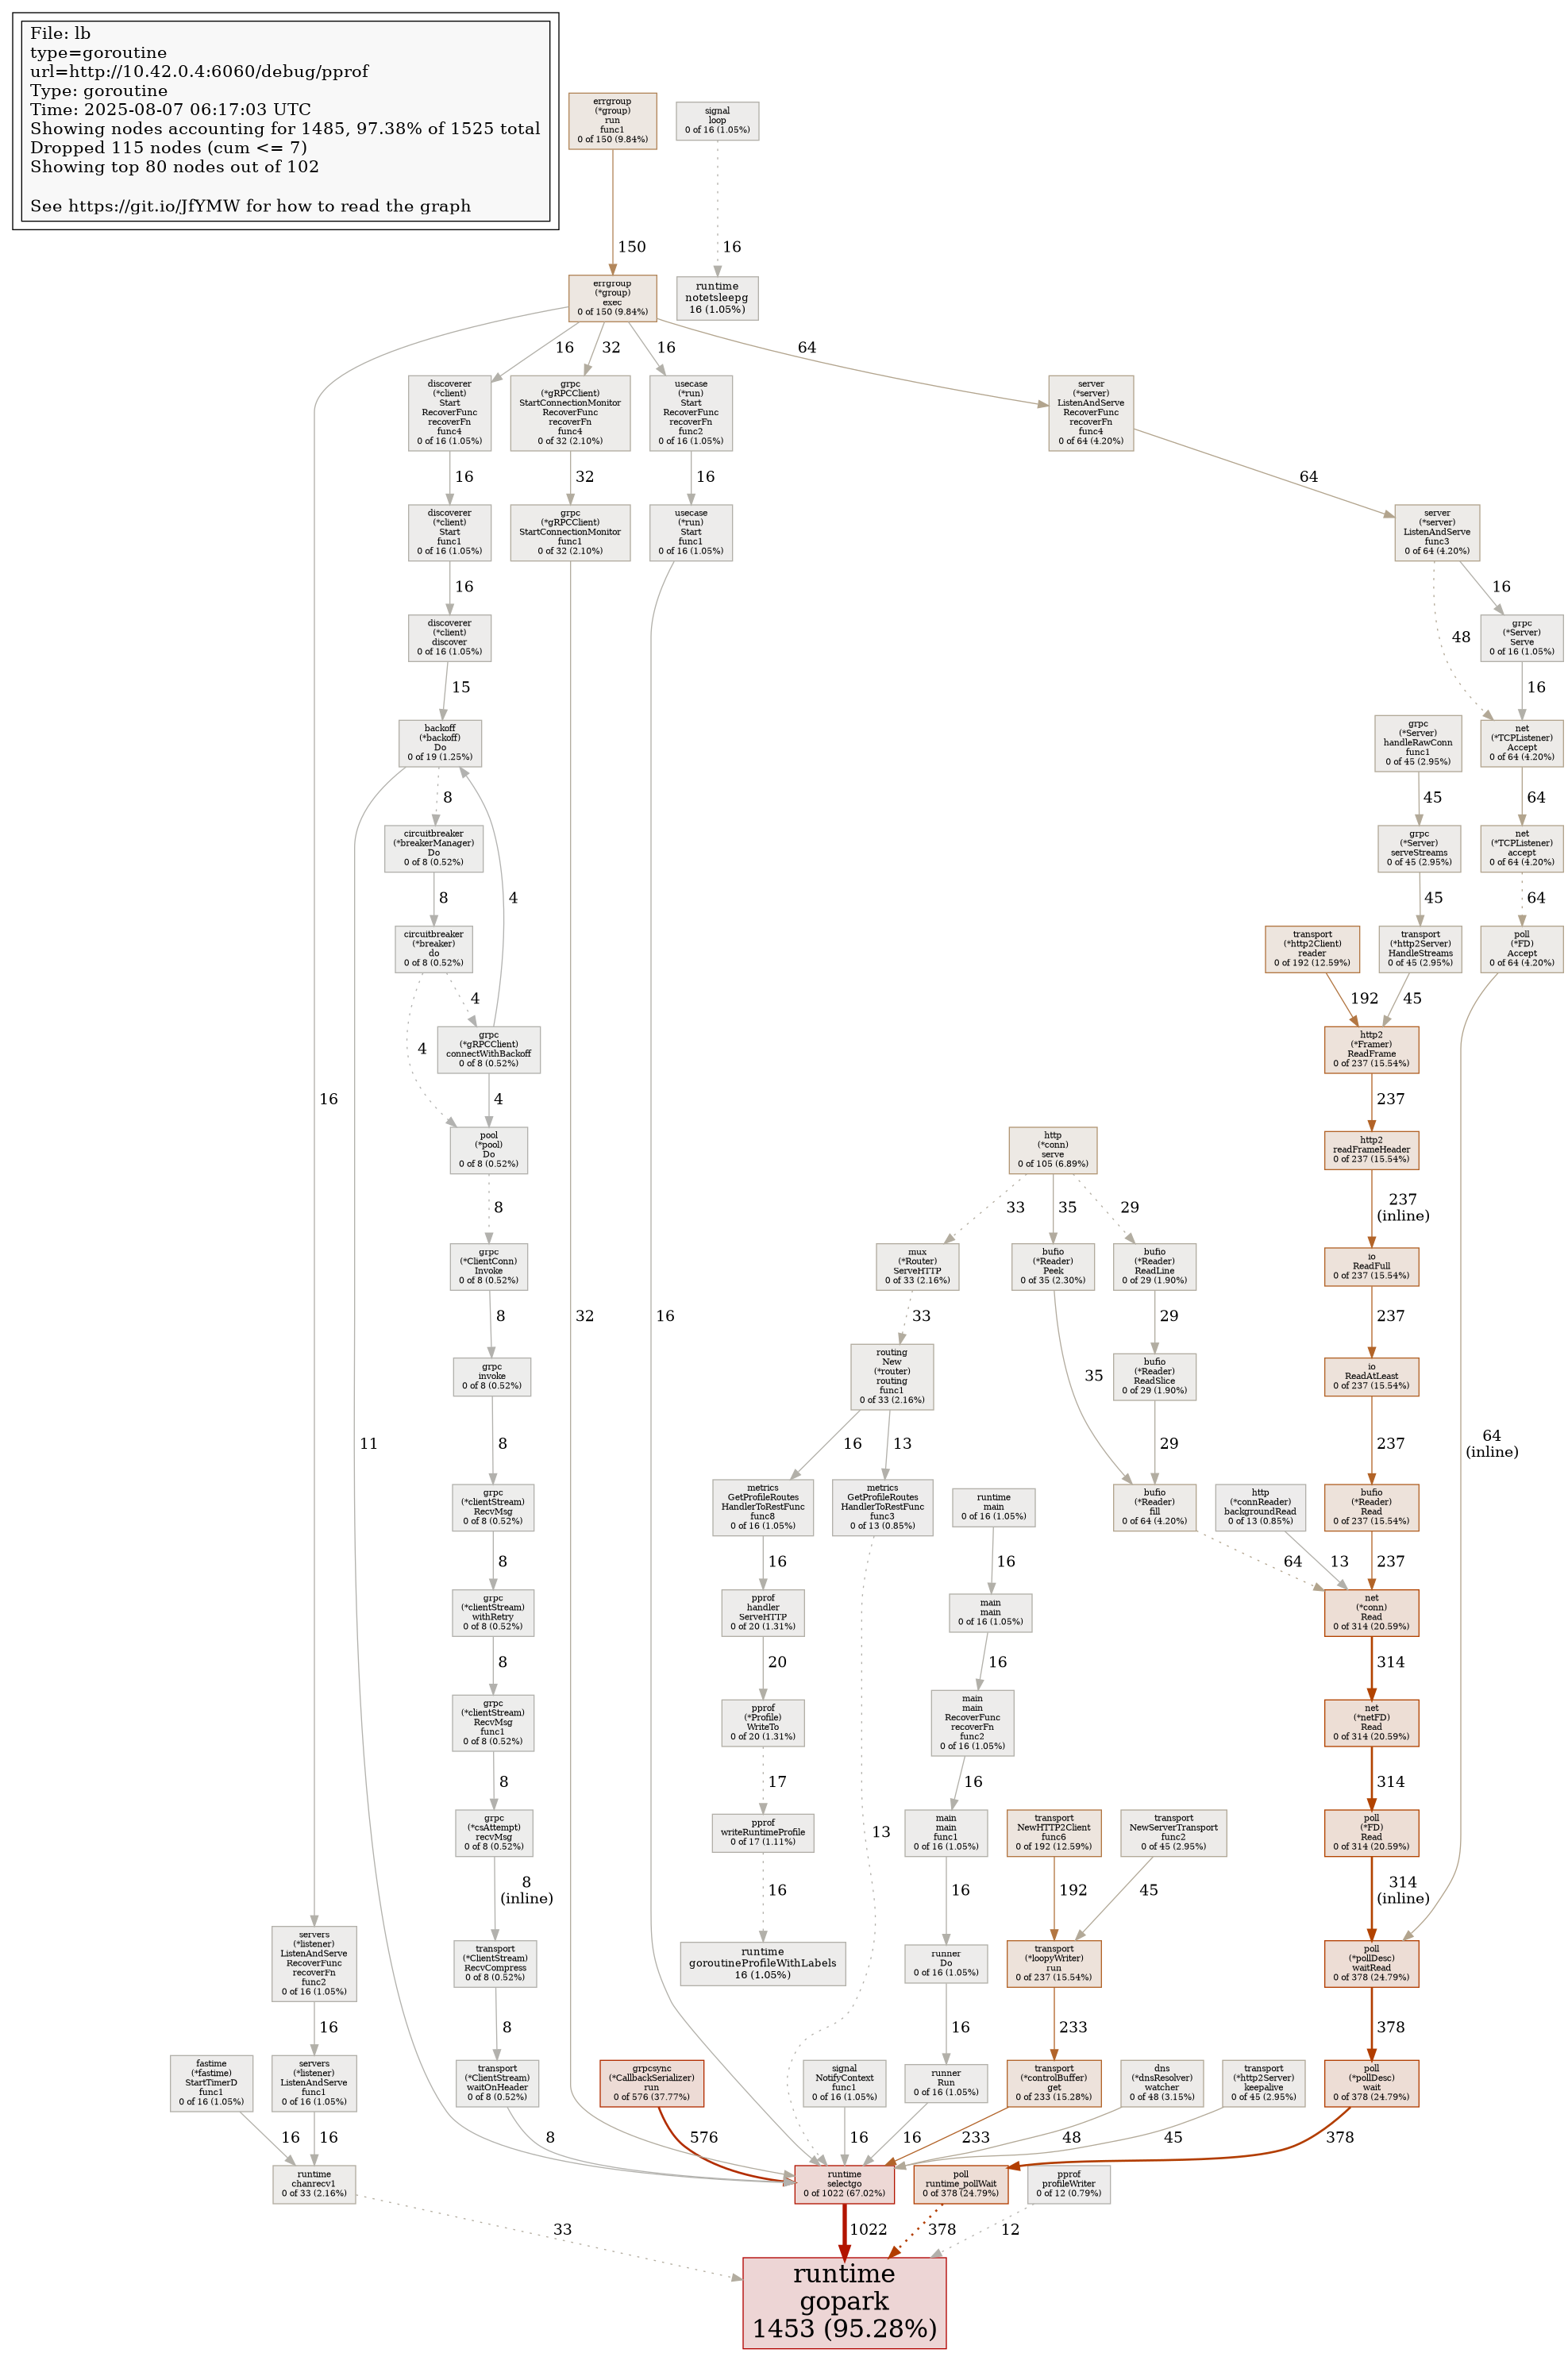 File: lb
type=goroutine
url=http://10.42.0.4:6060/debug/pprof
Type: goroutine
Time: 2025-08-07 06:17:03 UTC
Showing nodes accounting for 1485, 97.38% of 1525 total
Dropped 115 nodes (cum <= 7)
Showing top 80 nodes out of 102
See https://git.io/JfYMW for how to read the graph
errgroup
(*group)
run
func1
0 of 150 (9.84%)
signal
loop
0 of 16 (1.05%)
150
16
errgroup
(*group)
exec
0 of 150 (9.84%)
runtime
notetsleepg
16 (1.05%)
16
32
16
64
discoverer
(*client)
Start
RecoverFunc
recoverFn
func4
0 of 16 (1.05%)
grpc
(*gRPCClient)
StartConnectionMonitor
RecoverFunc
recoverFn
func4
0 of 32 (2.10%)
usecase
(*run)
Start
RecoverFunc
recoverFn
func2
0 of 16 (1.05%)
server
(*server)
ListenAndServe
RecoverFunc
recoverFn
func4
0 of 64 (4.20%)
16
32
16
64
discoverer
(*client)
Start
func1
0 of 16 (1.05%)
grpc
(*gRPCClient)
StartConnectionMonitor
func1
0 of 32 (2.10%)
usecase
(*run)
Start
func1
0 of 16 (1.05%)
server
(*server)
ListenAndServe
func3
0 of 64 (4.20%)
16
16
48
discoverer
(*client)
discover
0 of 16 (1.05%)
grpc
(*Server)
Serve
0 of 16 (1.05%)
15
16
backoff
(*backoff)
Do
0 of 19 (1.25%)
grpc
(*Server)
handleRawConn
func1
0 of 45 (2.95%)
net
(*TCPListener)
Accept
0 of 64 (4.20%)
8
45
64
circuitbreaker
(*breakerManager)
Do
0 of 8 (0.52%)
grpc
(*Server)
serveStreams
0 of 45 (2.95%)
net
(*TCPListener)
accept
0 of 64 (4.20%)
8
4
45
64
circuitbreaker
(*breaker)
do
0 of 8 (0.52%)
transport
(*http2Client)
reader
0 of 192 (12.59%)
transport
(*http2Server)
HandleStreams
0 of 45 (2.95%)
poll
(*FD)
Accept
0 of 64 (4.20%)
4
4
192
45
grpc
(*gRPCClient)
connectWithBackoff
0 of 8 (0.52%)
http2
(*Framer)
ReadFrame
0 of 237 (15.54%)
16
4
237
pool
(*pool)
Do
0 of 8 (0.52%)
http
(*conn)
serve
0 of 105 (6.89%)
http2
readFrameHeader
0 of 237 (15.54%)
8
33
35
29
237
(inline)
grpc
(*ClientConn)
Invoke
0 of 8 (0.52%)
mux
(*Router)
ServeHTTP
0 of 33 (2.16%)
bufio
(*Reader)
Peek
0 of 35 (2.30%)
bufio
(*Reader)
ReadLine
0 of 29 (1.90%)
io
ReadFull
0 of 237 (15.54%)
8
32
16
33
29
237
grpc
invoke
0 of 8 (0.52%)
routing
New
(*router)
routing
func1
0 of 33 (2.16%)
35
bufio
(*Reader)
ReadSlice
0 of 29 (1.90%)
io
ReadAtLeast
0 of 237 (15.54%)
11
8
16
13
29
237
64
(inline)
grpc
(*clientStream)
RecvMsg
0 of 8 (0.52%)
metrics
GetProfileRoutes
HandlerToRestFunc
func8
0 of 16 (1.05%)
metrics
GetProfileRoutes
HandlerToRestFunc
func3
0 of 13 (0.85%)
runtime
main
0 of 16 (1.05%)
bufio
(*Reader)
fill
0 of 64 (4.20%)
http
(*connReader)
backgroundRead
0 of 13 (0.85%)
bufio
(*Reader)
Read
0 of 237 (15.54%)
8
16
16
64
13
237
grpc
(*clientStream)
withRetry
0 of 8 (0.52%)
pprof
handler
ServeHTTP
0 of 20 (1.31%)
main
main
0 of 16 (1.05%)
net
(*conn)
Read
0 of 314 (20.59%)
8
20
16
314
grpc
(*clientStream)
RecvMsg
func1
0 of 8 (0.52%)
pprof
(*Profile)
WriteTo
0 of 20 (1.31%)
main
main
RecoverFunc
recoverFn
func2
0 of 16 (1.05%)
net
(*netFD)
Read
0 of 314 (20.59%)
8
17
16
314
grpc
(*csAttempt)
recvMsg
0 of 8 (0.52%)
pprof
writeRuntimeProfile
0 of 17 (1.11%)
13
main
main
func1
0 of 16 (1.05%)
transport
NewHTTP2Client
func6
0 of 192 (12.59%)
transport
NewServerTransport
func2
0 of 45 (2.95%)
poll
(*FD)
Read
0 of 314 (20.59%)
8
(inline)
16
16
192
45
314
(inline)
servers
(*listener)
ListenAndServe
RecoverFunc
recoverFn
func2
0 of 16 (1.05%)
transport
(*ClientStream)
RecvCompress
0 of 8 (0.52%)
runtime
goroutineProfileWithLabels
16 (1.05%)
runner
Do
0 of 16 (1.05%)
transport
(*loopyWriter)
run
0 of 237 (15.54%)
poll
(*pollDesc)
waitRead
0 of 378 (24.79%)
16
8
16
233
378
fastime
(*fastime)
StartTimerD
func1
0 of 16 (1.05%)
servers
(*listener)
ListenAndServe
func1
0 of 16 (1.05%)
transport
(*ClientStream)
waitOnHeader
0 of 8 (0.52%)
grpcsync
(*CallbackSerializer)
run
0 of 576 (37.77%)
signal
NotifyContext
func1
0 of 16 (1.05%)
runner
Run
0 of 16 (1.05%)
transport
(*controlBuffer)
get
0 of 233 (15.28%)
dns
(*dnsResolver)
watcher
0 of 48 (3.15%)
transport
(*http2Server)
keepalive
0 of 45 (2.95%)
poll
(*pollDesc)
wait
0 of 378 (24.79%)
16
16
8
576
16
16
233
48
45
378
runtime
chanrecv1
0 of 33 (2.16%)
runtime
selectgo
0 of 1022 (67.02%)
poll
runtime_pollWait
0 of 378 (24.79%)
pprof
profileWriter
0 of 12 (0.79%)
33
1022
378
12
runtime
gopark
1453 (95.28%)